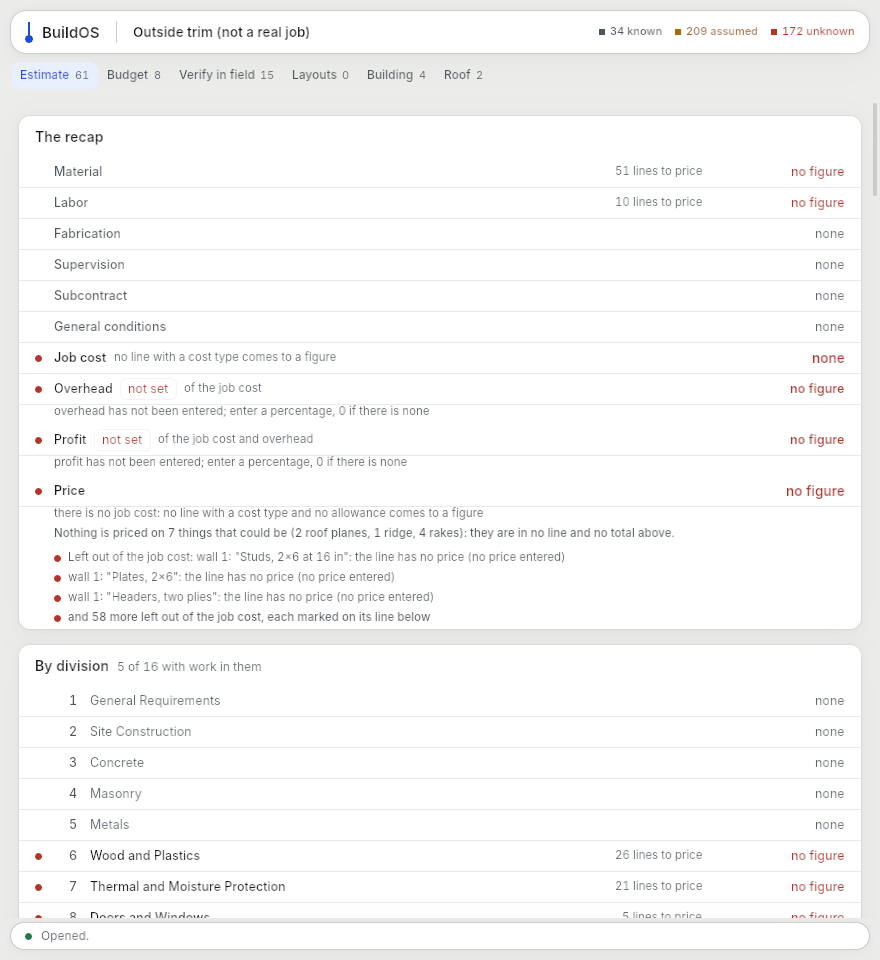 BuildOS
Outside trim (not a real job)
34 known
209 assumed
172 unknown
Estimate 61
Budget 8
Verify in field 15
Layouts 0
Building 4
Roof 2
The recap
Material 51 lines to price no figure
Labor 10 lines to price no figure
Fabrication none
Supervision none
Subcontract none
General conditions none
Job cost no line with a cost type comes to a figure none
Overhead not set of the job cost no figure
overhead has not been entered; enter a percentage, 0 if there is none
Profit not set of the job cost and overhead no figure
profit has not been entered; enter a percentage, 0 if there is none
Price no figure
there is no job cost: no line with a cost type and no allowance comes to a figure
Nothing is priced on 7 things that could be (2 roof planes, 1 ridge, 4 rakes): they are in no line and no total above.
Left out of the job cost: wall 1: "Studs, 2×6 at 16 in": the line has no price (no price entered)
wall 1: "Plates, 2×6": the line has no price (no price entered)
wall 1: "Headers, two plies": the line has no price (no price entered)
and 58 more left out of the job cost, each marked on its line below
By division 5 of 16 with work in them
1 General Requirements none
2 Site Construction none
3 Concrete none
4 Masonry none
5 Metals none
6 Wood and Plastics 26 lines to price no figure
7 Thermal and Moisture Protection 21 lines to price no figure
8 Doors and Windows 5 lines to price no figure
Opened.